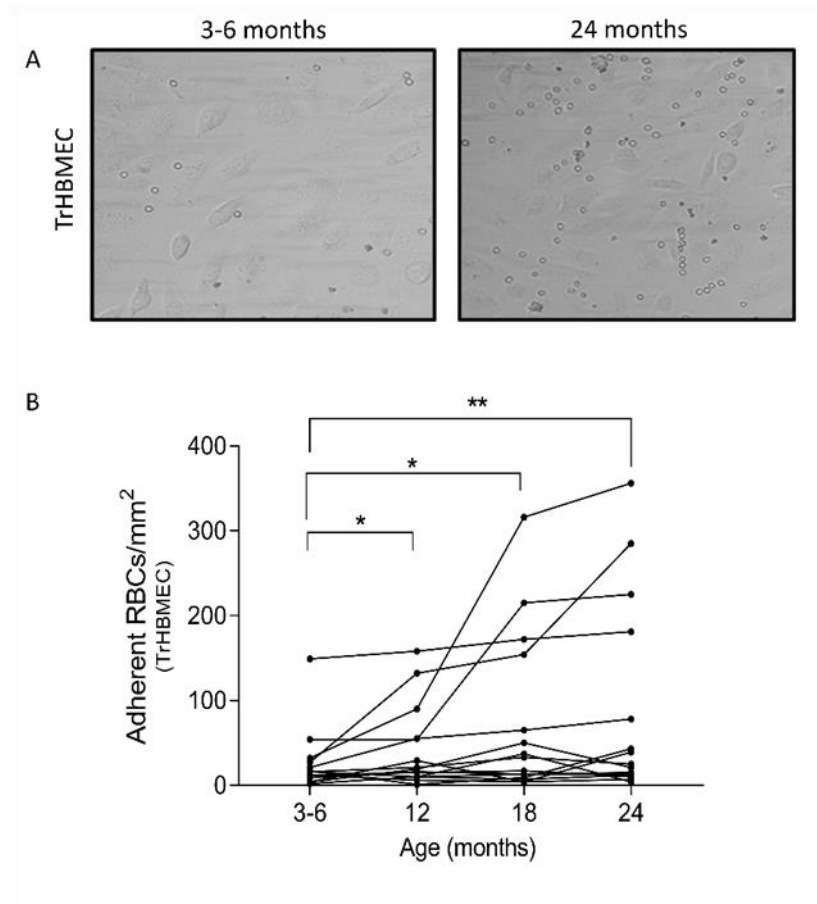 3-6 months 24 months
A
TrHBMEC
B
**
*
*
400
300
200
100
0
Adherent RBCs/mm²
(TrHBMEC)
3-6 12 18 24
Age (months)